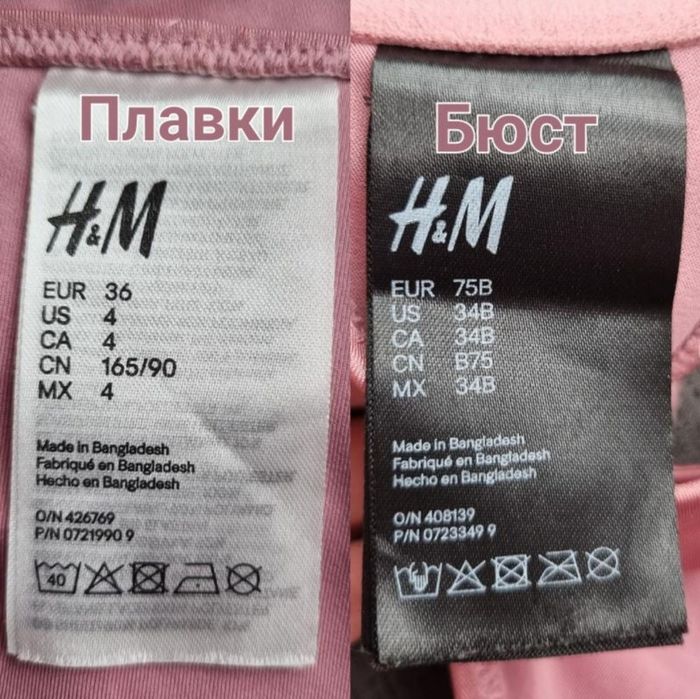 Плавки
H&M
EUR 36
US 4
CA 4
CN 165/90
MX 4
Made in Bangladesh
Fabriqué en Bangladesh
Hecho en Bangladesh
O/N 426769
P/N 0721990 9
40
Бюст
H&M
EUR 75B
US 34B
CA 34B
CN B75
MX 34B
Made in Bangladesh
Fabriqué en Bangladesh
Hecho en Bangladesh
O/N 408139
P/N 0723349 9